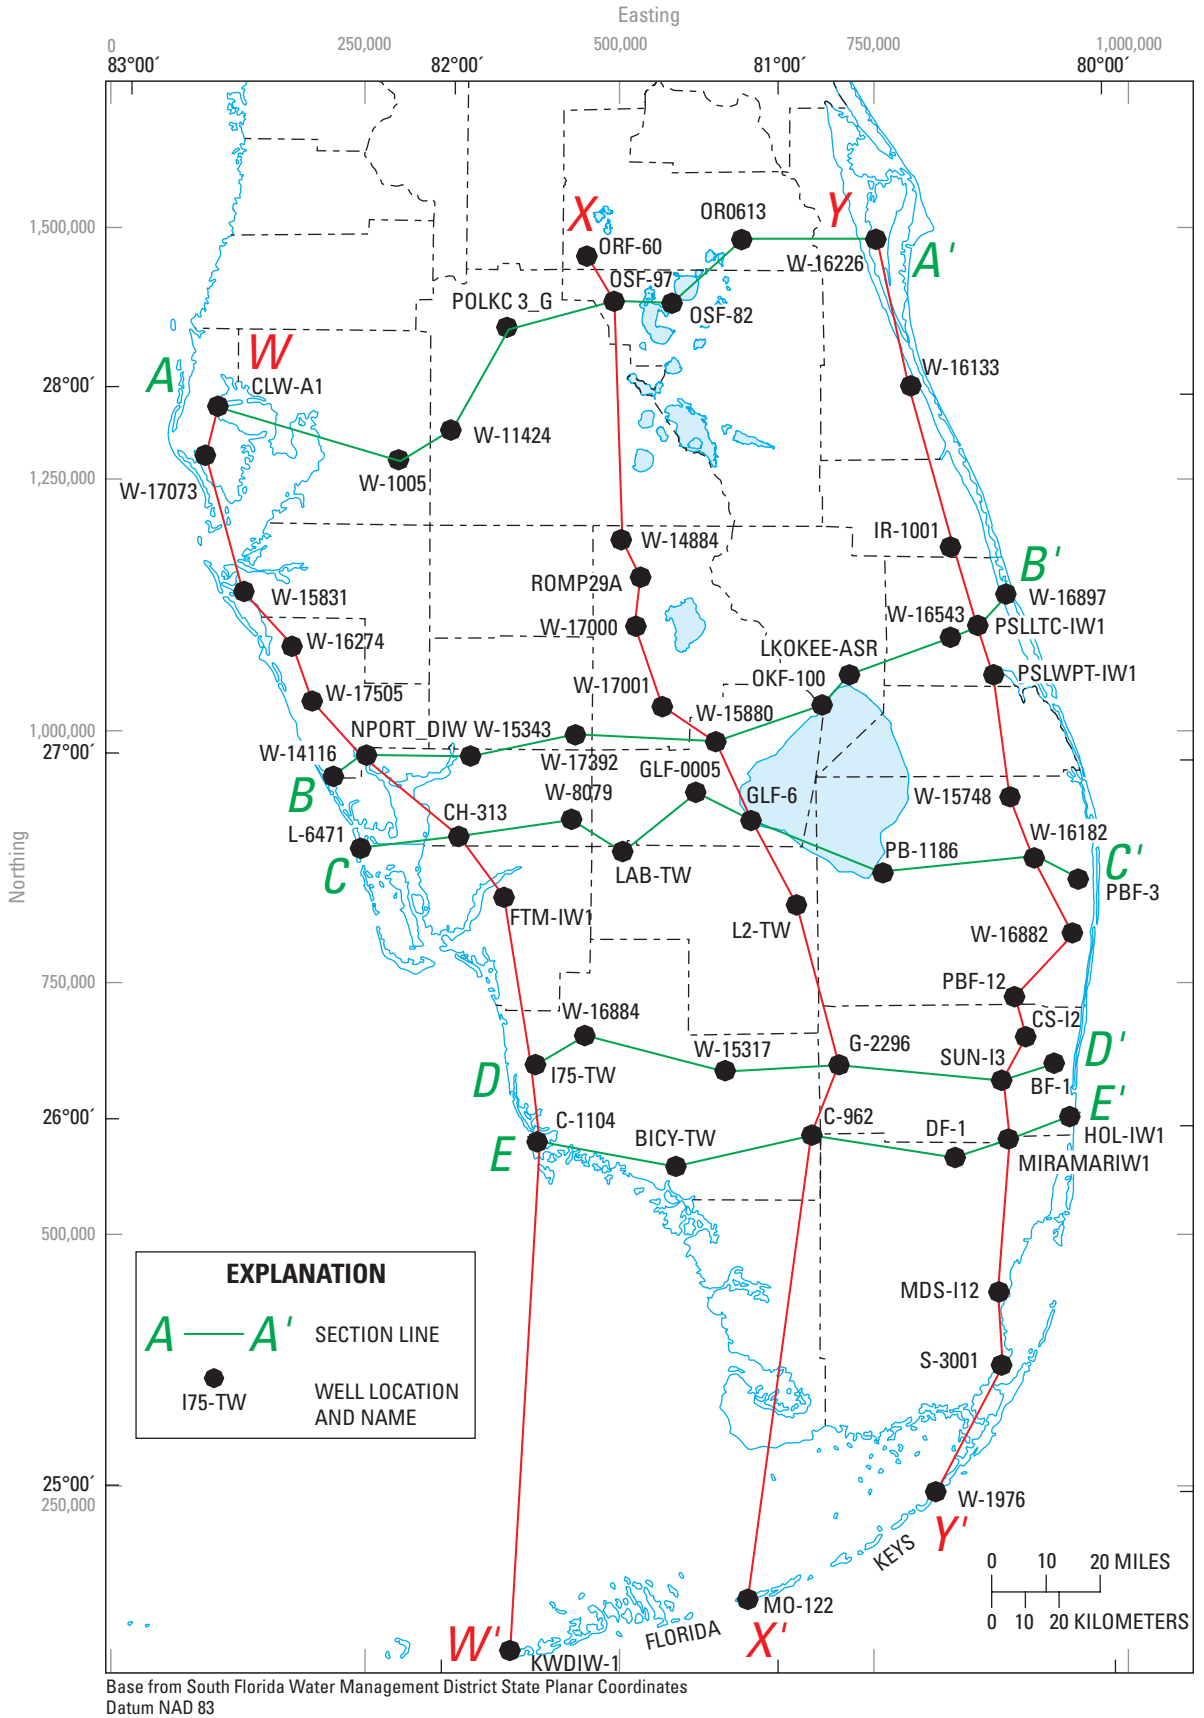 Easting
0
250,000
500,000
750,000
1,000,000
83°00´
82°00´
81°00´
80°00´
1,500,000
28°00´
1,250,000
1,000,000
27°00´
Northing
750,000
26°00´
500,000
25°00´
250,000
X
ORF-60
OR0613
Y
W-16226
A'
OSF-97
POLKC 3_G
OSF-82
A
W
CLW-A1
W-16133
W-11424
W-1005
W-17073
W-14884
IR-1001
ROMP29A
B'
W-16897
W-15831
W-17000
W-16543
PSLLTC-IW1
W-16274
LKOKEE-ASR
PSLWPT-IW1
OKF-100
W-17505
W-17001
W-15880
NPORT_DIW
W-15343
W-14116
W-17392
GLF-0005
B
W-8079
GLF-6
W-15748
L-6471
CH-313
W-16182
C
LAB-TW
PB-1186
C'
PBF-3
FTM-IW1
L2-TW
W-16882
PBF-12
W-16884
CS-I2
W-15317
G-2296
SUN-I3
D'
D
I75-TW
BF-1
E'
C-1104
BICY-TW
C-962
DF-1
HOL-IW1
E
MIRAMARIW1
EXPLANATION
A
A'
SECTION LINE
I75-TW
WELL LOCATION
AND NAME
MDS-I12
S-3001
W-1976
Y'
KEYS
FLORIDA
MO-122
X'
W'
KWDIW-1
0
10
20 MILES
0
10
20 KILOMETERS
Base from South Florida Water Management District State Planar Coordinates
Datum NAD 83